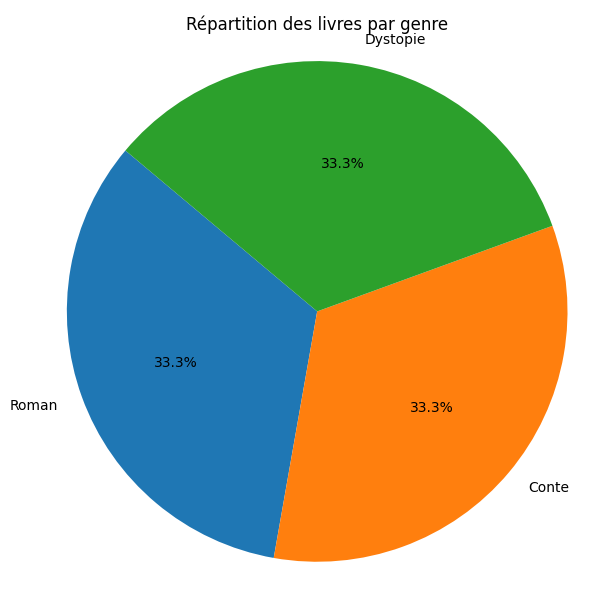 Répartition des livres par genre
Dystopie
33.3%
33.3%
Roman
33.3%
Conte